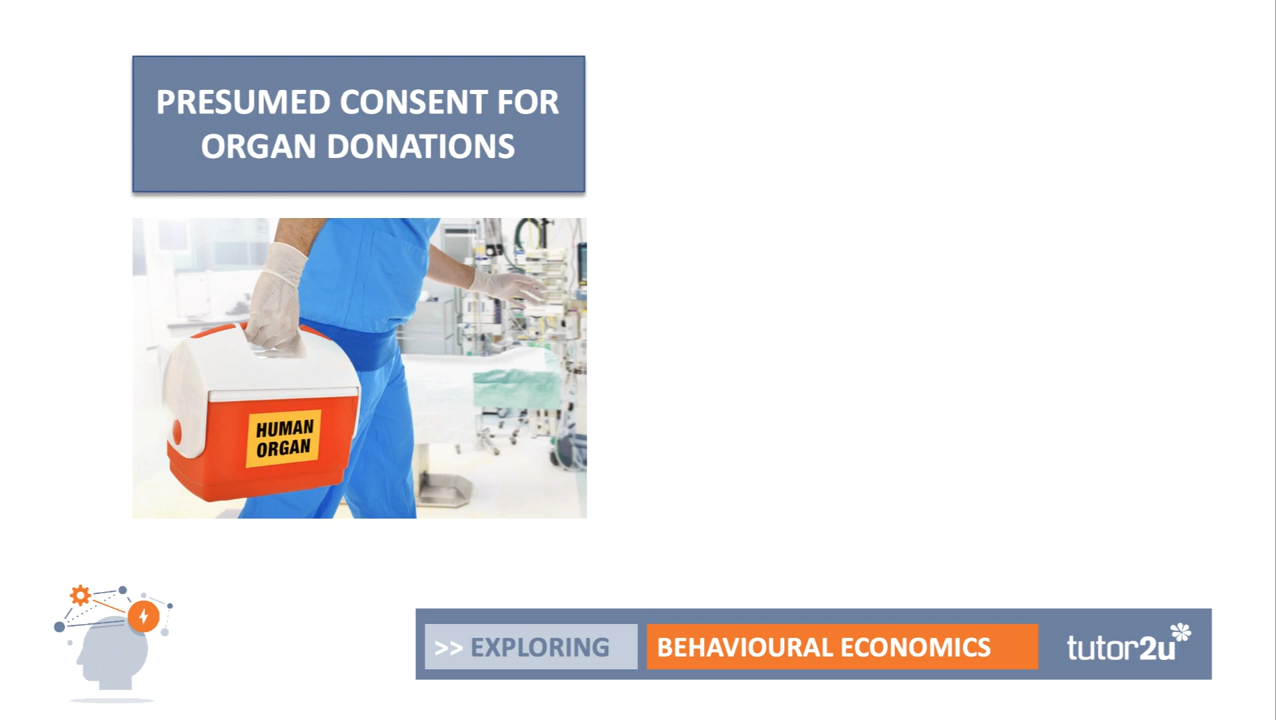 PRESUMED CONSENT FOR
ORGAN DONATIONS
HUMAN
ORGAN
>> EXPLORING
BEHAVIOURAL ECONOMICS
tutor2u